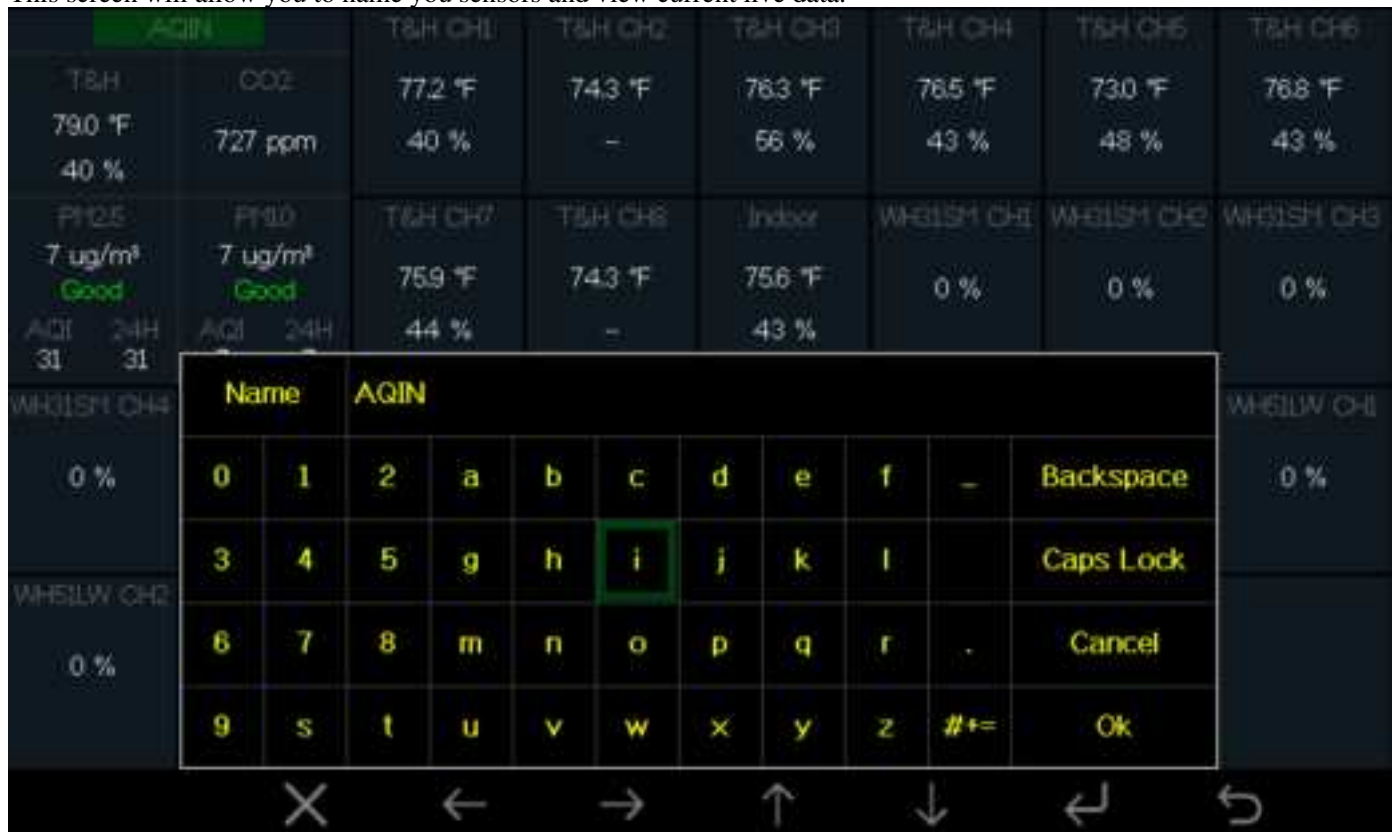 This screen will allow you to name you sensors and view current live data.
AQIN T&H CH1 T&H CH2 T&H CH3 T&H CH4 T&H CH5 T&H CH6
T&H CO2 77.2 °F 74.3 °F 76.3 °F 76.5 °F 73.0 °F 76.8 °F
79.0 °F 727 ppm 40 % -- 56 % 43 % 48 % 43 %
40 %
PM2.5 PM10 T&H CH7 T&H CH8 Indoor WH31SM CH1 WH31SM CH2 WH31SM CH3
7 ug/m³ 7 ug/m³ 75.9 °F 74.3 °F 75.6 °F 0 % 0 % 0 %
Good Good
AQI 24H AQI 24H 44 % -- 43 %
31 31
WH31SM CH4 Name AQIN WH51LW CH1
0 % 0 1 2 a b c d e f _ Backspace 0 %
3 4 5 g h i j k l Caps Lock
WH51LW CH2
0 % 6 7 8 m n o p q r . Cancel
9 s t u v w x y z #+= Ok